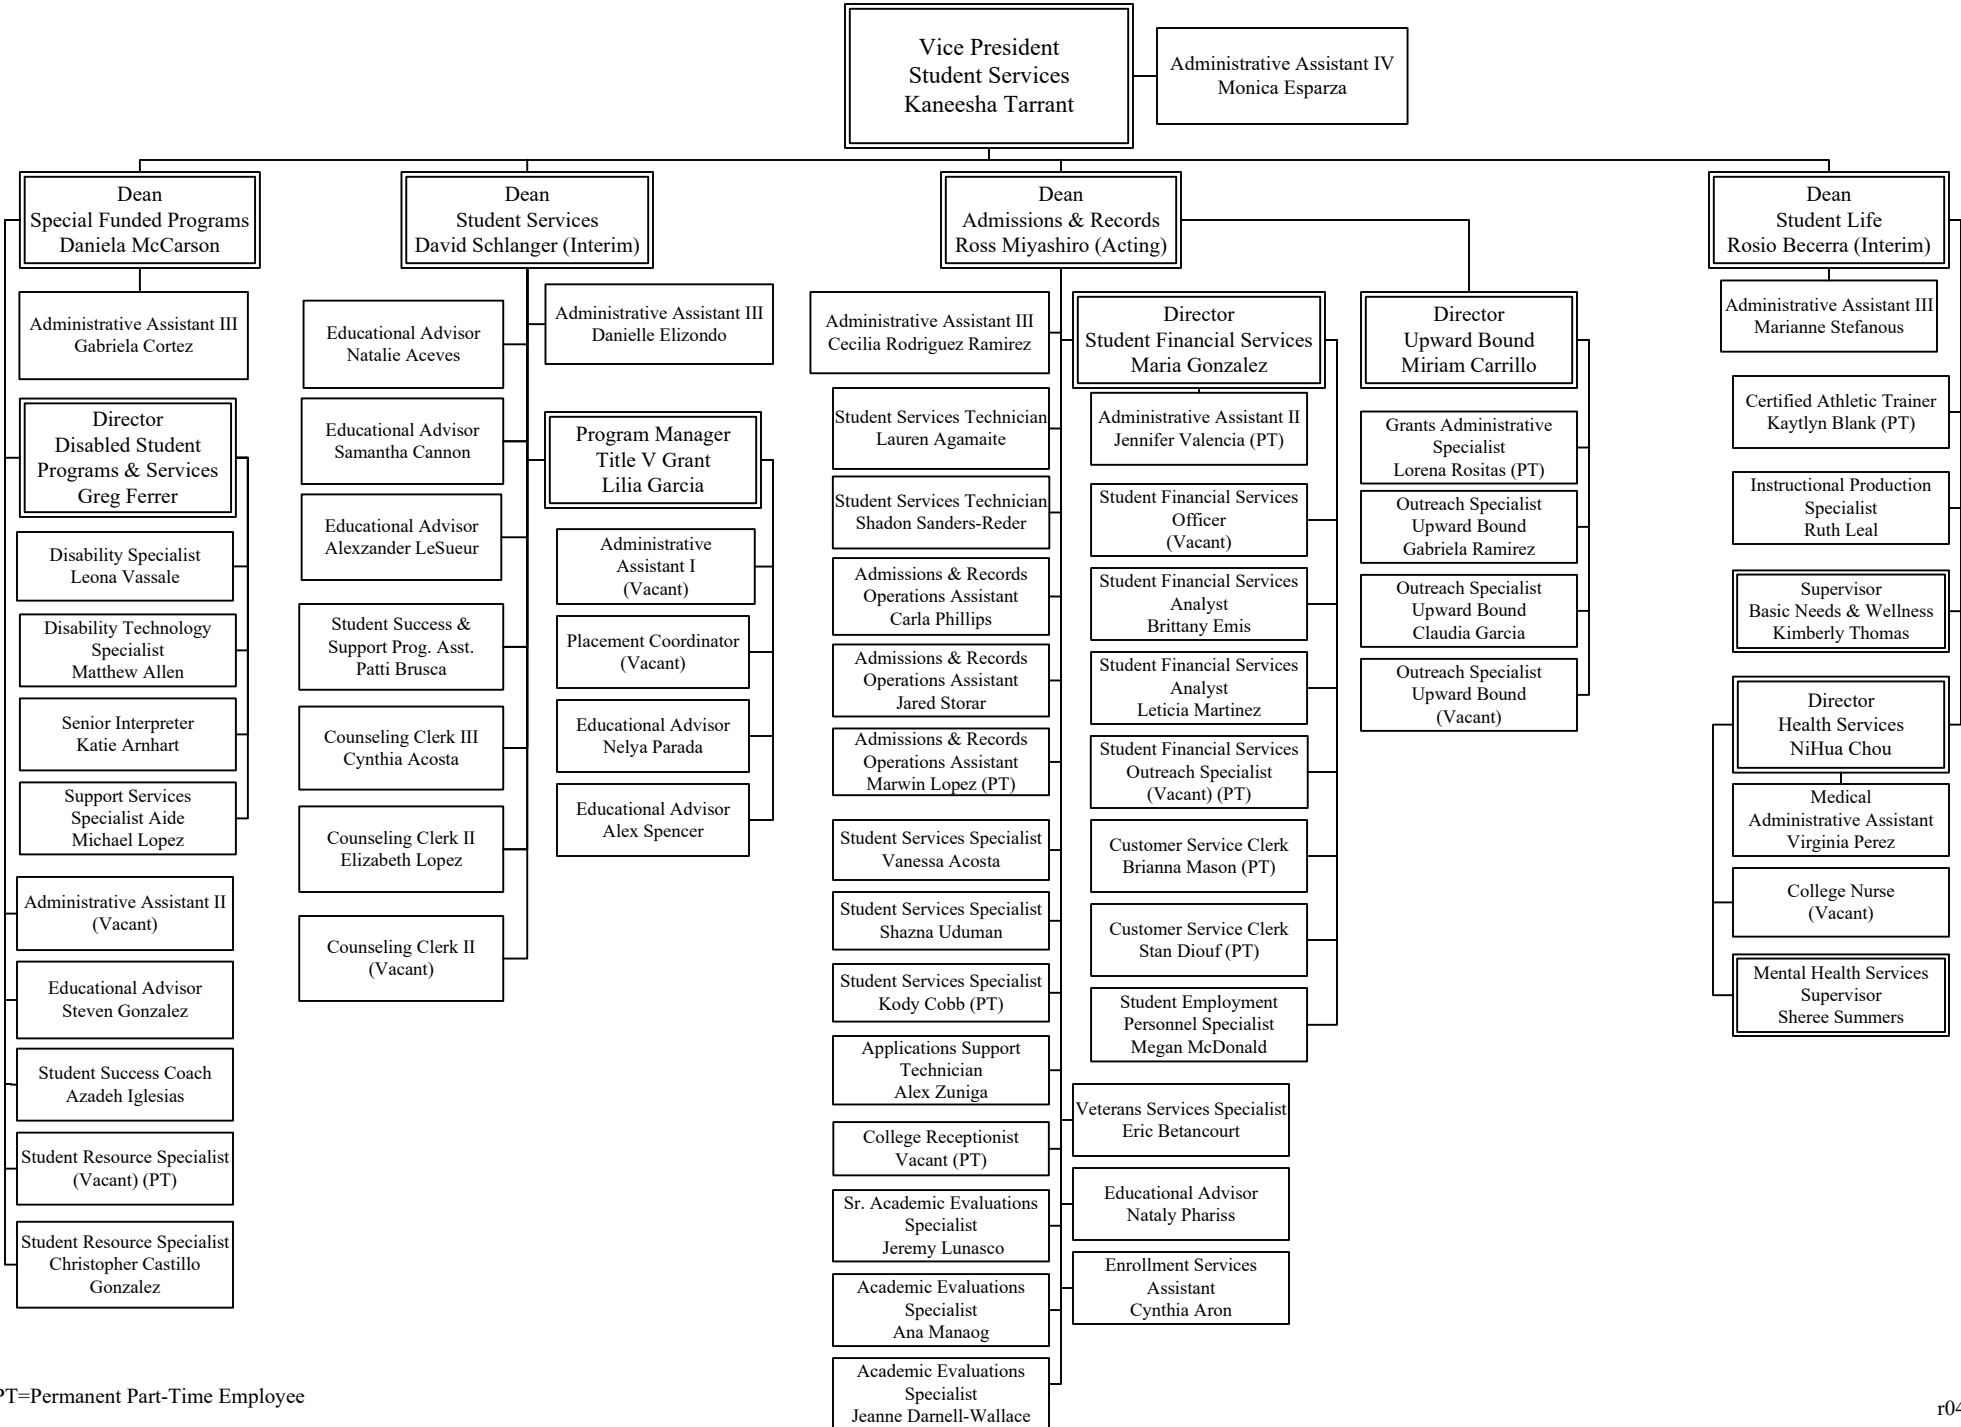 Vice President
Student Services
Kaneesha Tarrant
Administrative Assistant IV
Monica Esparza
Dean
Special Funded Programs
Daniela McCarson
Administrative Assistant III
Gabriela Cortez
Director
Disabled Student
Programs & Services
Greg Ferrer
Disability Specialist
Leona Vassale
Disability Technology
Specialist
Matthew Allen
Senior Interpreter
Katie Arnhart
Support Services
Specialist Aide
Michael Lopez
Administrative Assistant II
(Vacant)
Educational Advisor
Steven Gonzalez
Student Success Coach
Azadeh Iglesias
Student Resource Specialist
(Vacant) (PT)
Student Resource Specialist
Christopher Castillo
Gonzalez
Dean
Student Services
David Schlanger (Interim)
Educational Advisor
Natalie Aceves
Educational Advisor
Samantha Cannon
Educational Advisor
Alexzander LeSueur
Student Success &
Support Prog. Asst.
Patti Brusca
Counseling Clerk III
Cynthia Acosta
Counseling Clerk II
Elizabeth Lopez
Counseling Clerk II
(Vacant)
Administrative Assistant III
Danielle Elizondo
Program Manager
Title V Grant
Lilia Garcia
Administrative
Assistant I
(Vacant)
Placement Coordinator
(Vacant)
Educational Advisor
Nelya Parada
Educational Advisor
Alex Spencer
Dean
Admissions & Records
Ross Miyashiro (Acting)
Administrative Assistant III
Cecilia Rodriguez Ramirez
Student Services Technician
Lauren Agamaite
Student Services Technician
Shadon Sanders-Reder
Admissions & Records
Operations Assistant
Carla Phillips
Admissions & Records
Operations Assistant
Jared Storar
Admissions & Records
Operations Assistant
Marwin Lopez (PT)
Student Services Specialist
Vanessa Acosta
Student Services Specialist
Shazna Uduman
Student Services Specialist
Kody Cobb (PT)
Applications Support
Technician
Alex Zuniga
College Receptionist
Vacant (PT)
Sr. Academic Evaluations
Specialist
Jeremy Lunasco
Academic Evaluations
Specialist
Ana Manaog
Academic Evaluations
Specialist
Jeanne Darnell-Wallace
Director
Student Financial Services
Maria Gonzalez
Administrative Assistant II
Jennifer Valencia (PT)
Student Financial Services
Officer
(Vacant)
Student Financial Services
Analyst
Brittany Emis
Student Financial Services
Analyst
Leticia Martinez
Student Financial Services
Outreach Specialist
(Vacant) (PT)
Customer Service Clerk
Brianna Mason (PT)
Customer Service Clerk
Stan Diouf (PT)
Student Employment
Personnel Specialist
Megan McDonald
Veterans Services Specialist
Eric Betancourt
Educational Advisor
Nataly Phariss
Enrollment Services
Assistant
Cynthia Aron
Director
Upward Bound
Miriam Carrillo
Grants Administrative
Specialist
Lorena Rositas (PT)
Outreach Specialist
Upward Bound
Gabriela Ramirez
Outreach Specialist
Upward Bound
Claudia Garcia
Outreach Specialist
Upward Bound
(Vacant)
Dean
Student Life
Rosio Becerra (Interim)
Administrative Assistant III
Marianne Stefanous
Certified Athletic Trainer
Kaytlyn Blank (PT)
Instructional Production
Specialist
Ruth Leal
Supervisor
Basic Needs & Wellness
Kimberly Thomas
Director
Health Services
NiHua Chou
Medical
Administrative Assistant
Virginia Perez
College Nurse
(Vacant)
Mental Health Services
Supervisor
Sheree Summers
PT=Permanent Part-Time Employee
r04